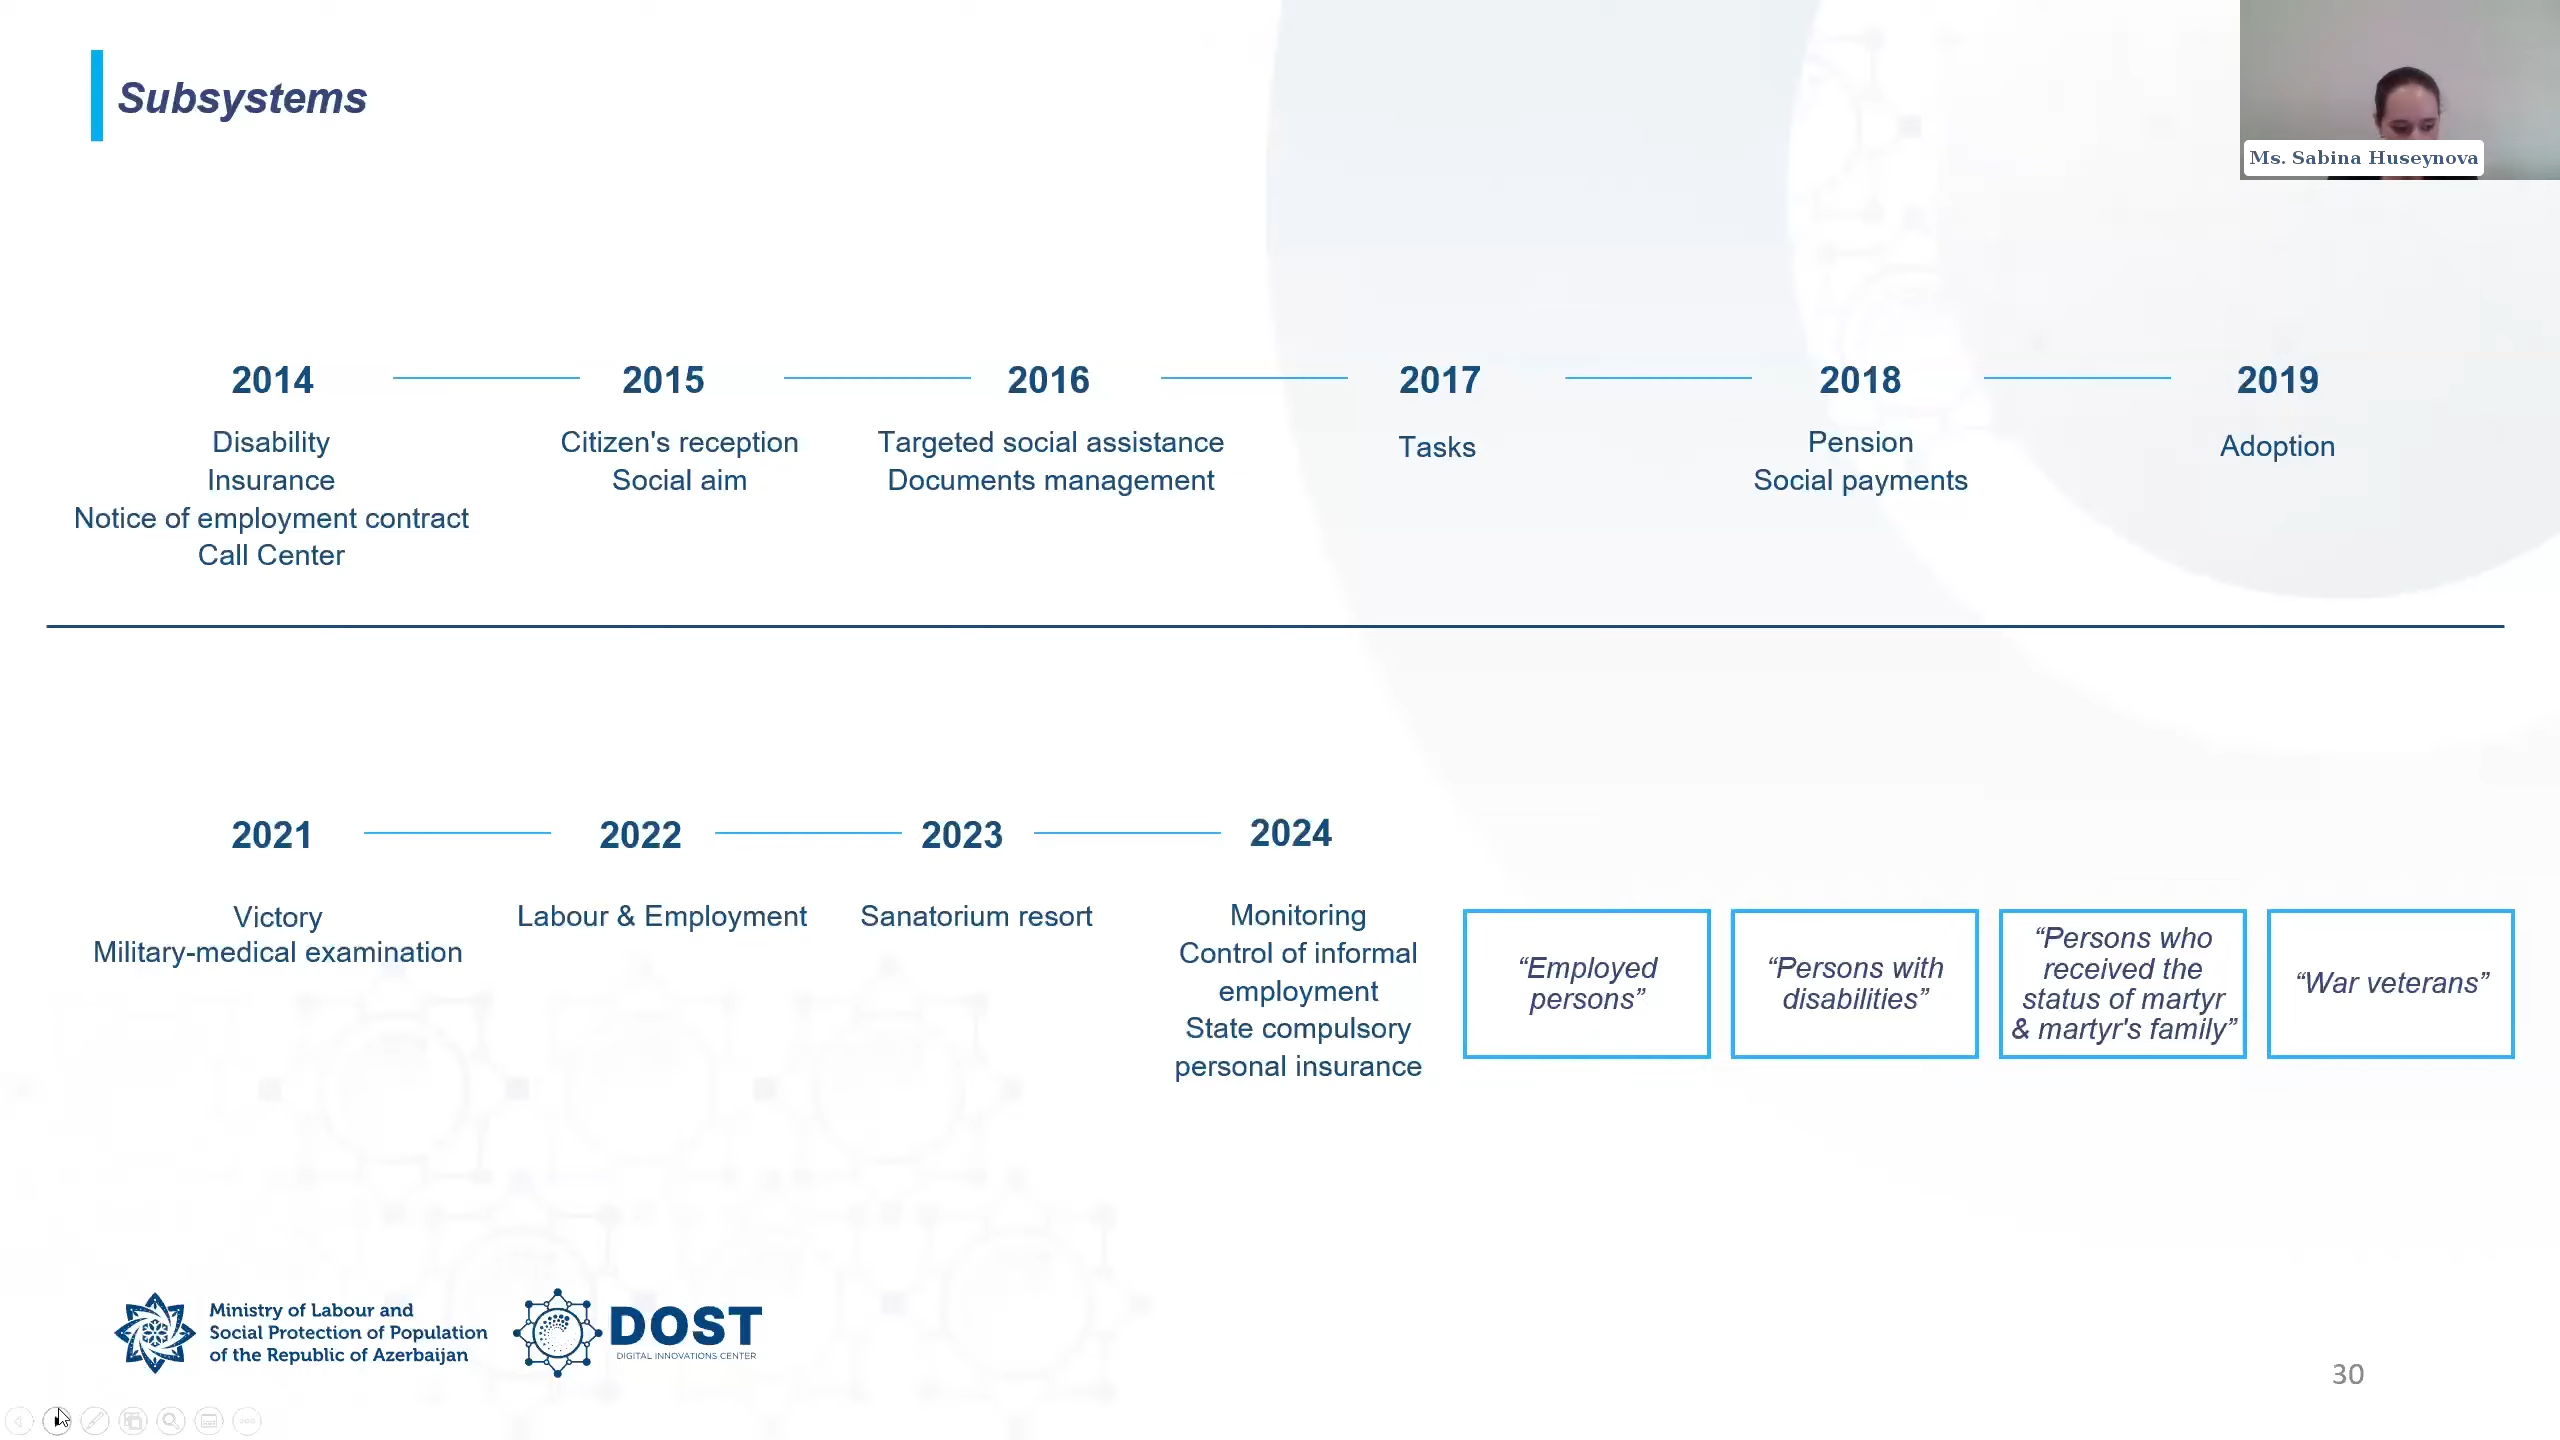 Subsystems
Ms. Sabina Huseynova
2014
2015
2016
2017
2018
2019
Disability
Insurance
Notice of employment contract
Call Center
Citizen's reception
Social aim
Targeted social assistance
Documents management
Tasks
Pension
Social payments
Adoption
2021
2022
2023
2024
Victory
Military-medical examination
Labour & Employment
Sanatorium resort
Monitoring
Control of informal
employment
State compulsory
personal insurance
“Employed
persons”
“Persons with
disabilities”
“Persons who
received the
status of martyr
& martyr's family”
“War veterans”
Ministry of Labour and
Social Protection of Population
of the Republic of Azerbaijan
DOST
DIGITAL INNOVATIONS CENTER
30